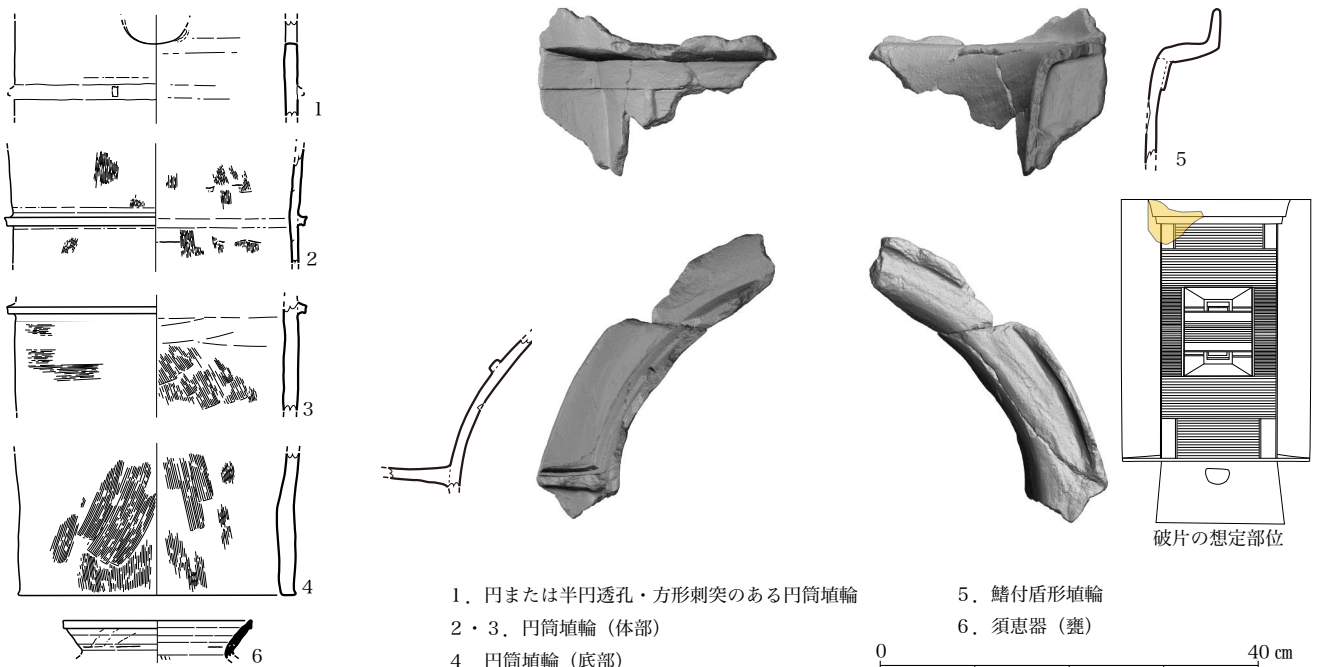 1
2
3
4
6
5
破片の想定部位
1．円または半円透孔・方形刺突のある円筒埴輪
2・3．円筒埴輪（体部）
4．円筒埴輪（底部）
5．鰭付盾形埴輪
6．須恵器（甕）
0
40 cm